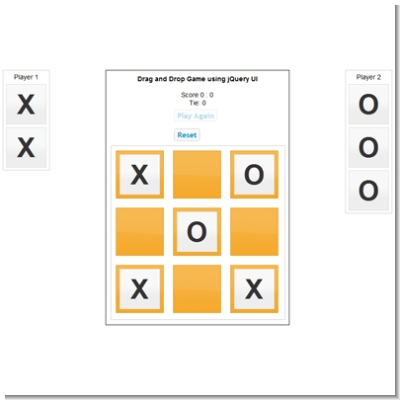 Player 1
X
X
Drag and Drop Game using jQuery UI
Score 0 : 0
Tie: 0
Play Again
Reset
X O
O
X X
Player 2
O
O
O